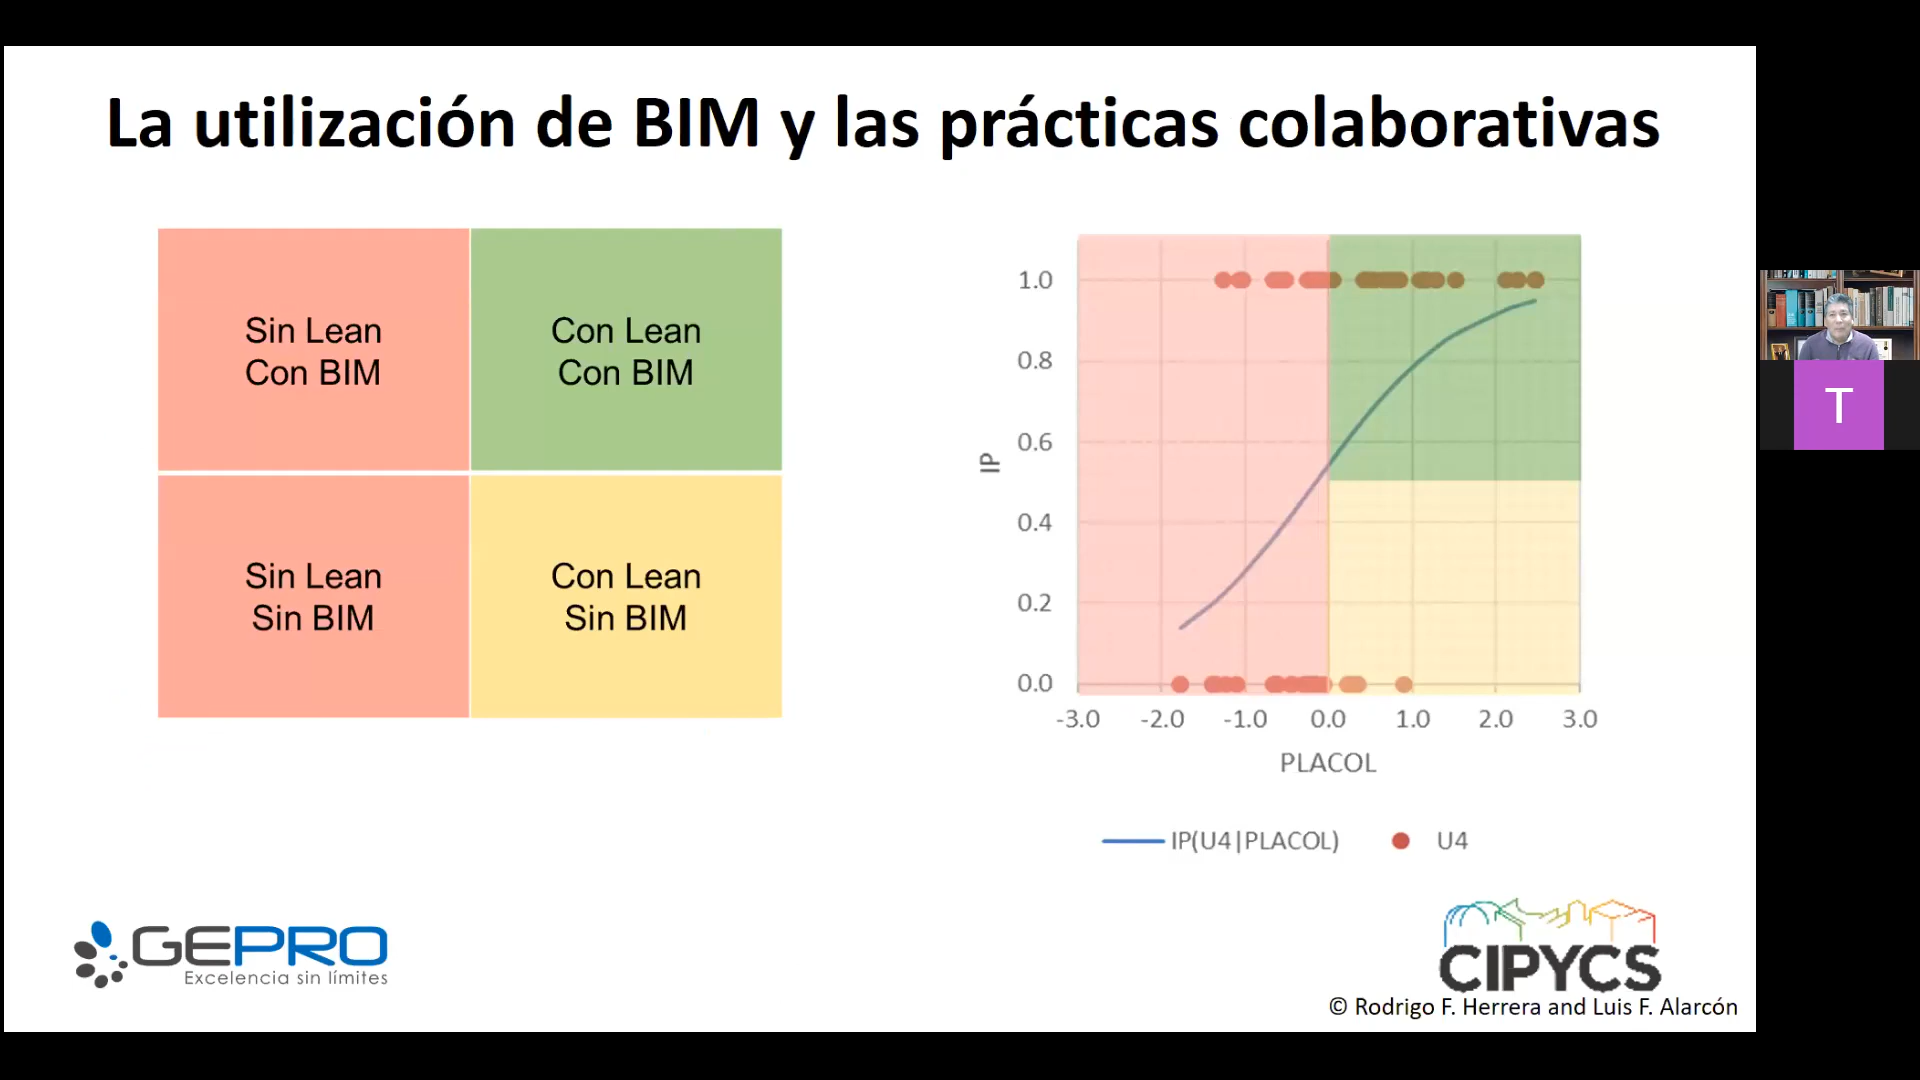 La utilización de BIM y las prácticas colaborativas
Sin Lean
Con BIM
Con Lean
Con BIM
Sin Lean
Sin BIM
Con Lean
Sin BIM
1.0
0.8
0.6
0.4
0.2
0.0
IP
-3.0 -2.0 -1.0 0.0 1.0 2.0 3.0
PLACOL
IP(U4|PLACOL) U4
T
GEPRO
Excelencia sin límites
CIPYCS
© Rodrigo F. Herrera and Luis F. Alarcón